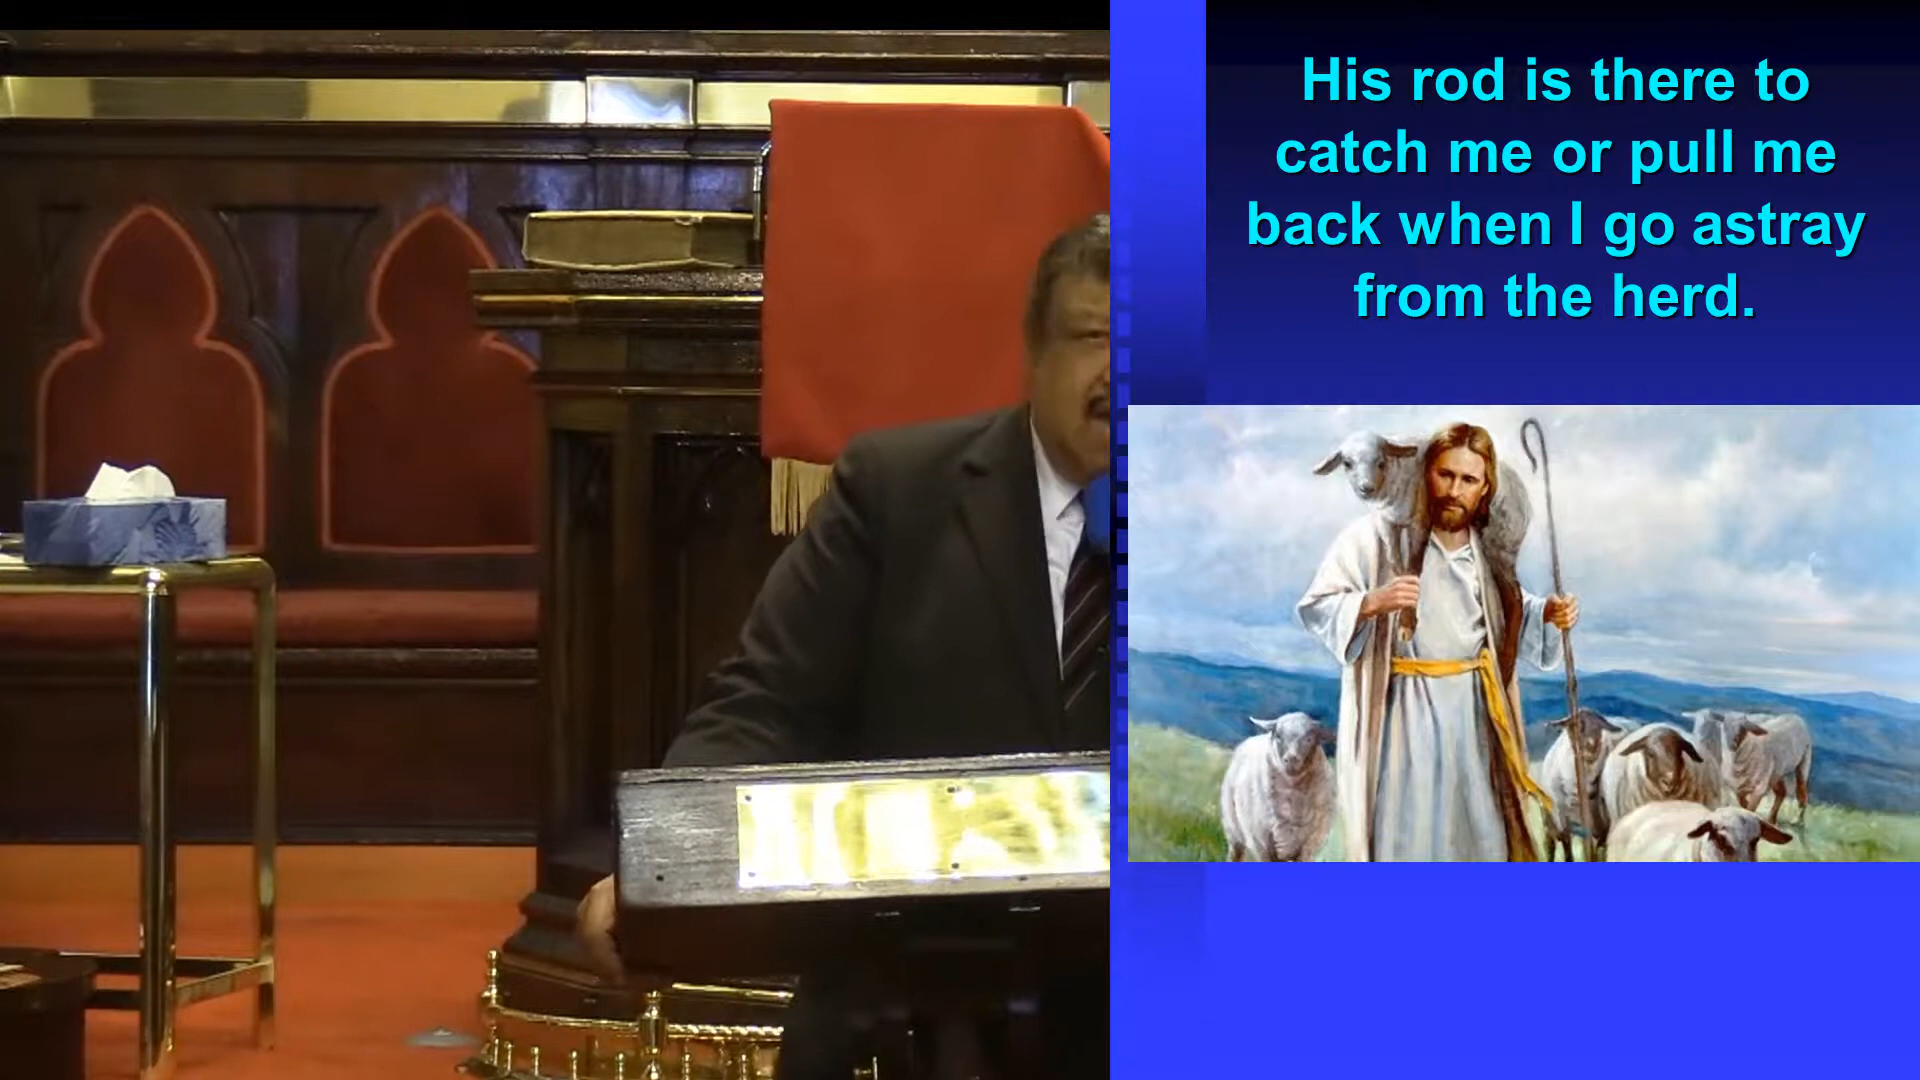 His rod is there to
catch me or pull me
back when I go astray
from the herd.